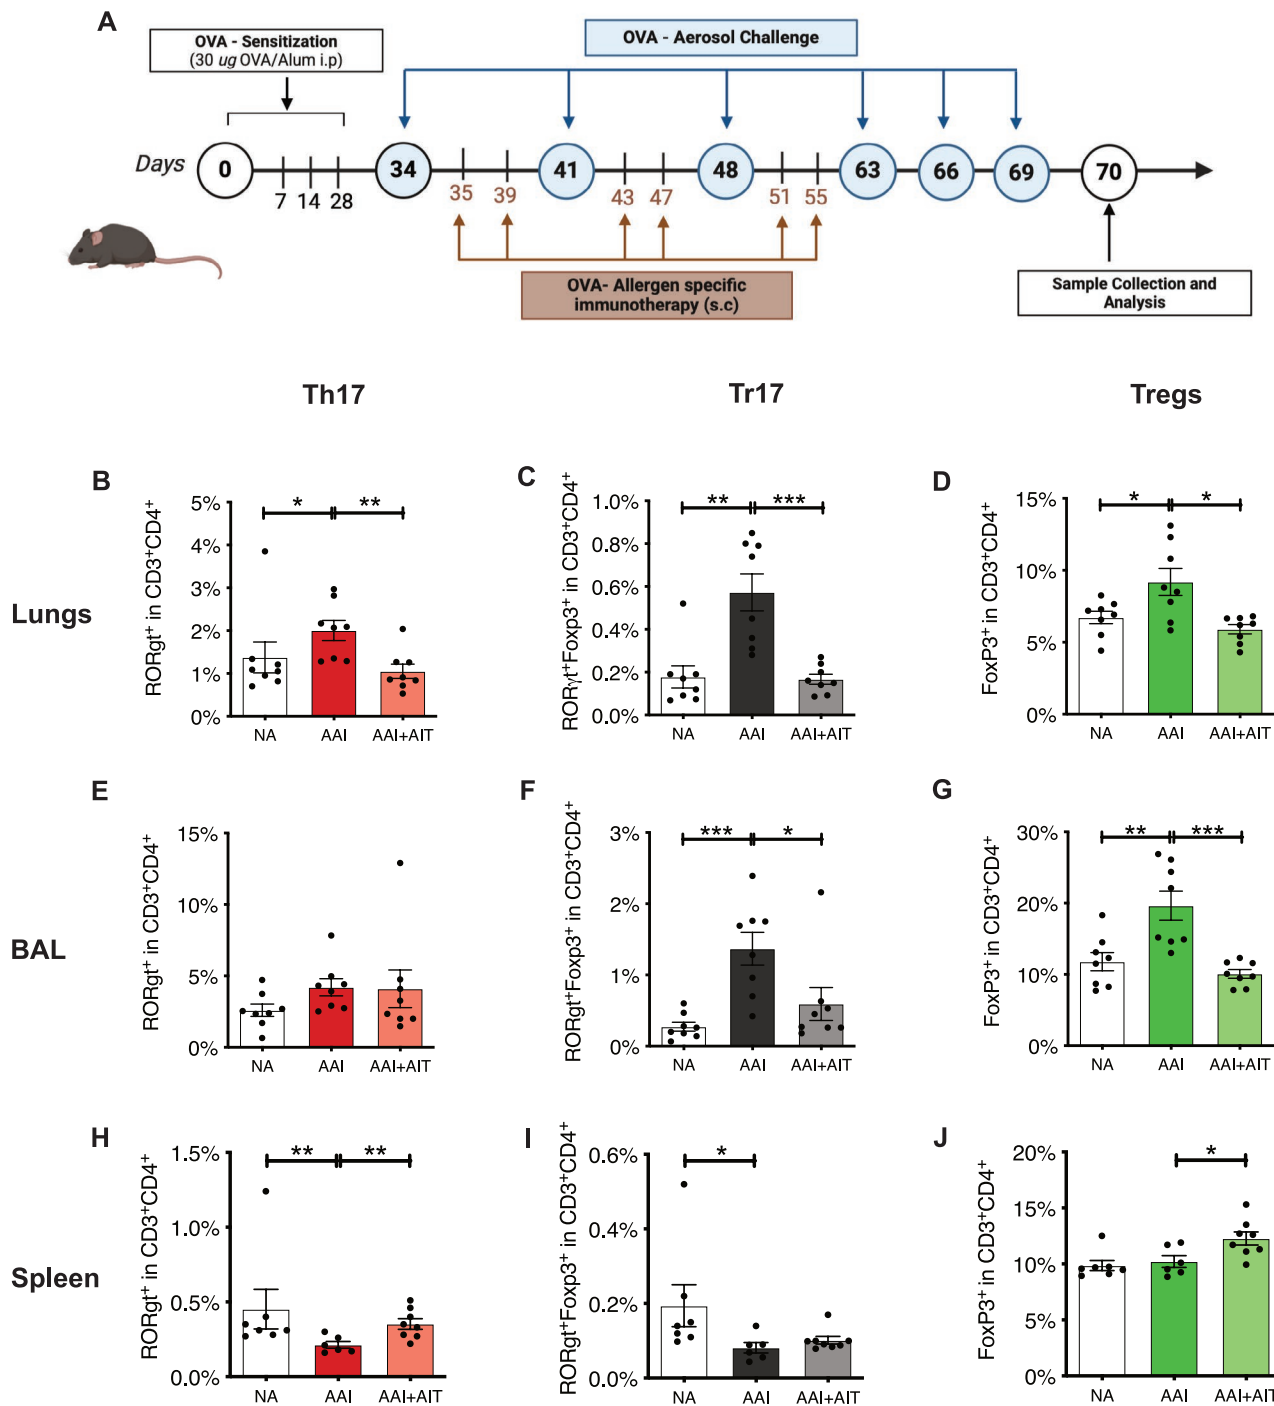 A
OVA - Sensitization
(30 ug OVA/Alum i.p)
OVA - Aerosol Challenge
Days
0
7
14
28
34
35
39
41
43
47
48
51
55
63
66
69
70
OVA- Allergen specific
immunotherapy (s.c)
Sample Collection and
Analysis
Th17
Tr17
Tregs
Lungs
B
RORgt⁺ in CD3⁺CD4⁺
5%
4%
3%
2%
1%
0%
* **
NA AAI AAI+AIT
C
RORγt⁺Foxp3⁺ in CD3⁺CD4⁺
1.0%
0.8%
0.6%
0.4%
0.2%
0.0%
** ***
NA AAI AAI+AIT
D
FoxP3⁺ in CD3⁺CD4⁺
15%
10%
5%
0%
* *
NA AAI AAI+AIT
BAL
E
RORgt⁺ in CD3⁺CD4⁺
15%
10%
5%
0%
NA AAI AAI+AIT
F
RORgt⁺Foxp3⁺ in CD3⁺CD4⁺
3%
2%
1%
0%
*** *
NA AAI AAI+AIT
G
FoxP3⁺ in CD3⁺CD4⁺
30%
20%
10%
0%
** ***
NA AAI AAI+AIT
Spleen
H
RORgt⁺ in CD3⁺CD4⁺
1.5%
1.0%
0.5%
0.0%
** **
NA AAI AAI+AIT
I
RORgt⁺Foxp3⁺ in CD3⁺CD4⁺
0.6%
0.4%
0.2%
0.0%
*
NA AAI AAI+AIT
J
FoxP3⁺ in CD3⁺CD4⁺
20%
15%
10%
5%
0%
*
NA AAI AAI+AIT